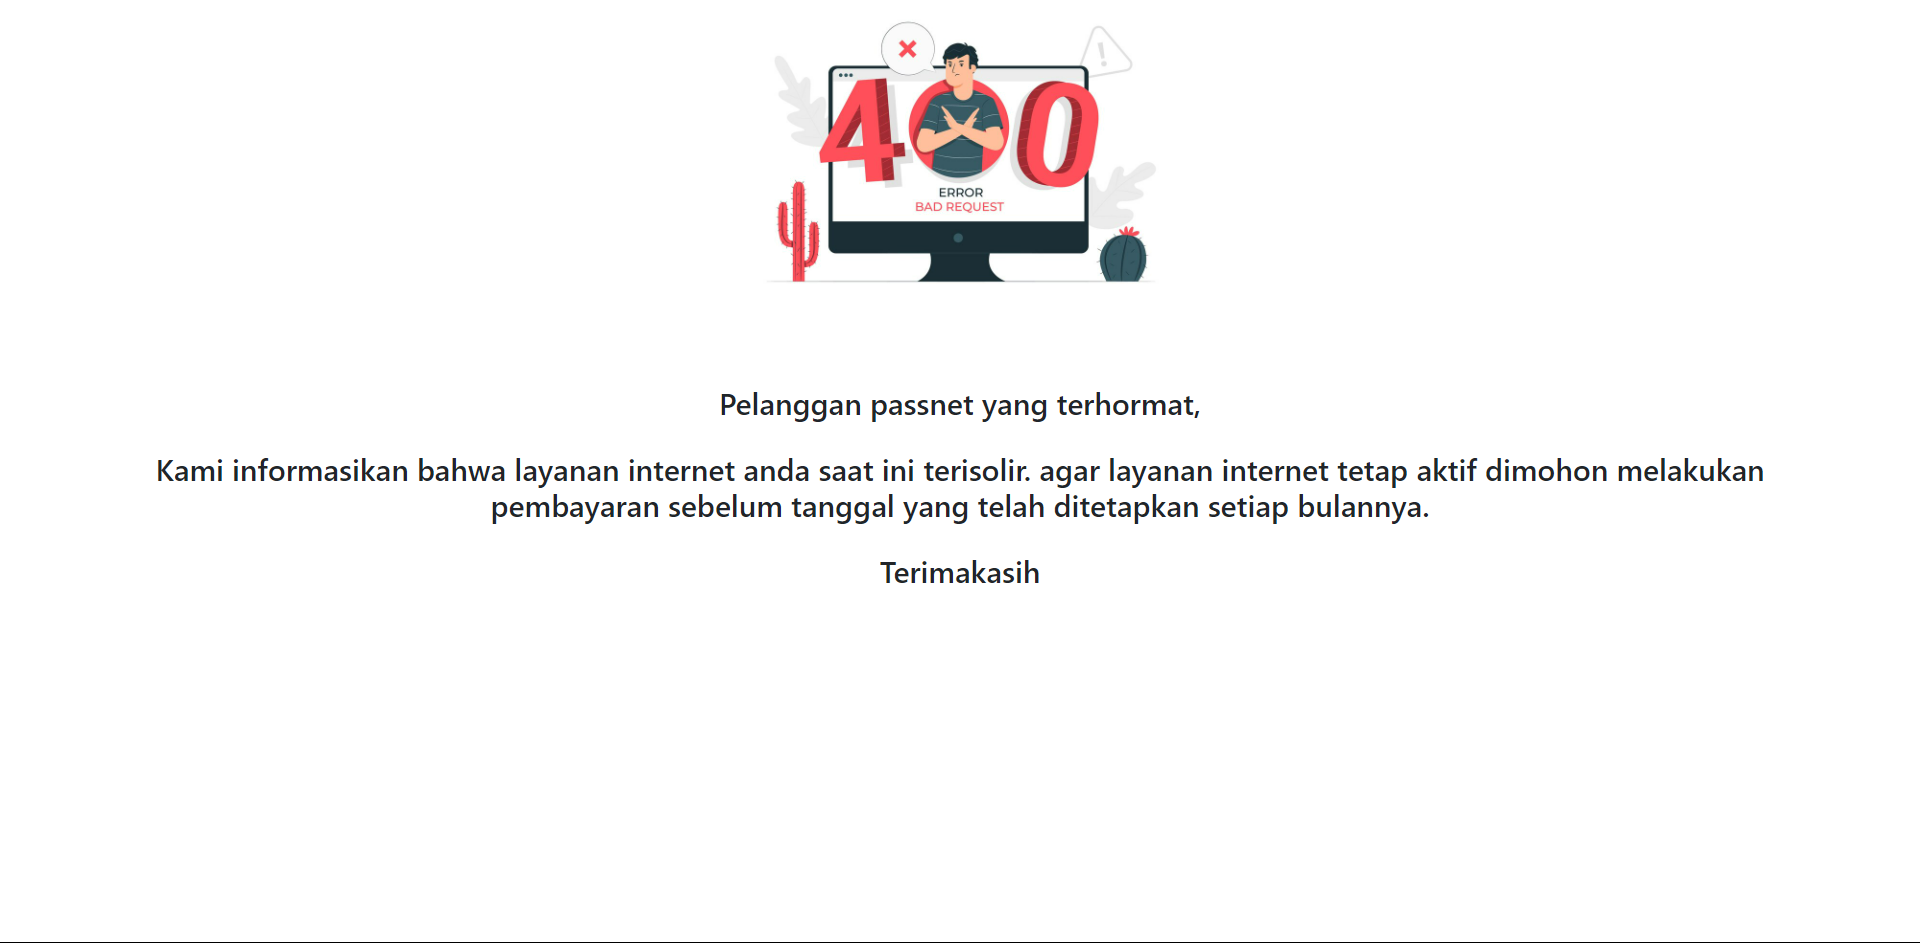 400
ERROR
BAD REQUEST
Pelanggan passnet yang terhormat,
Kami informasikan bahwa layanan internet anda saat ini terisolir. agar layanan internet tetap aktif dimohon melakukan
pembayaran sebelum tanggal yang telah ditetapkan setiap bulannya.
Terimakasih